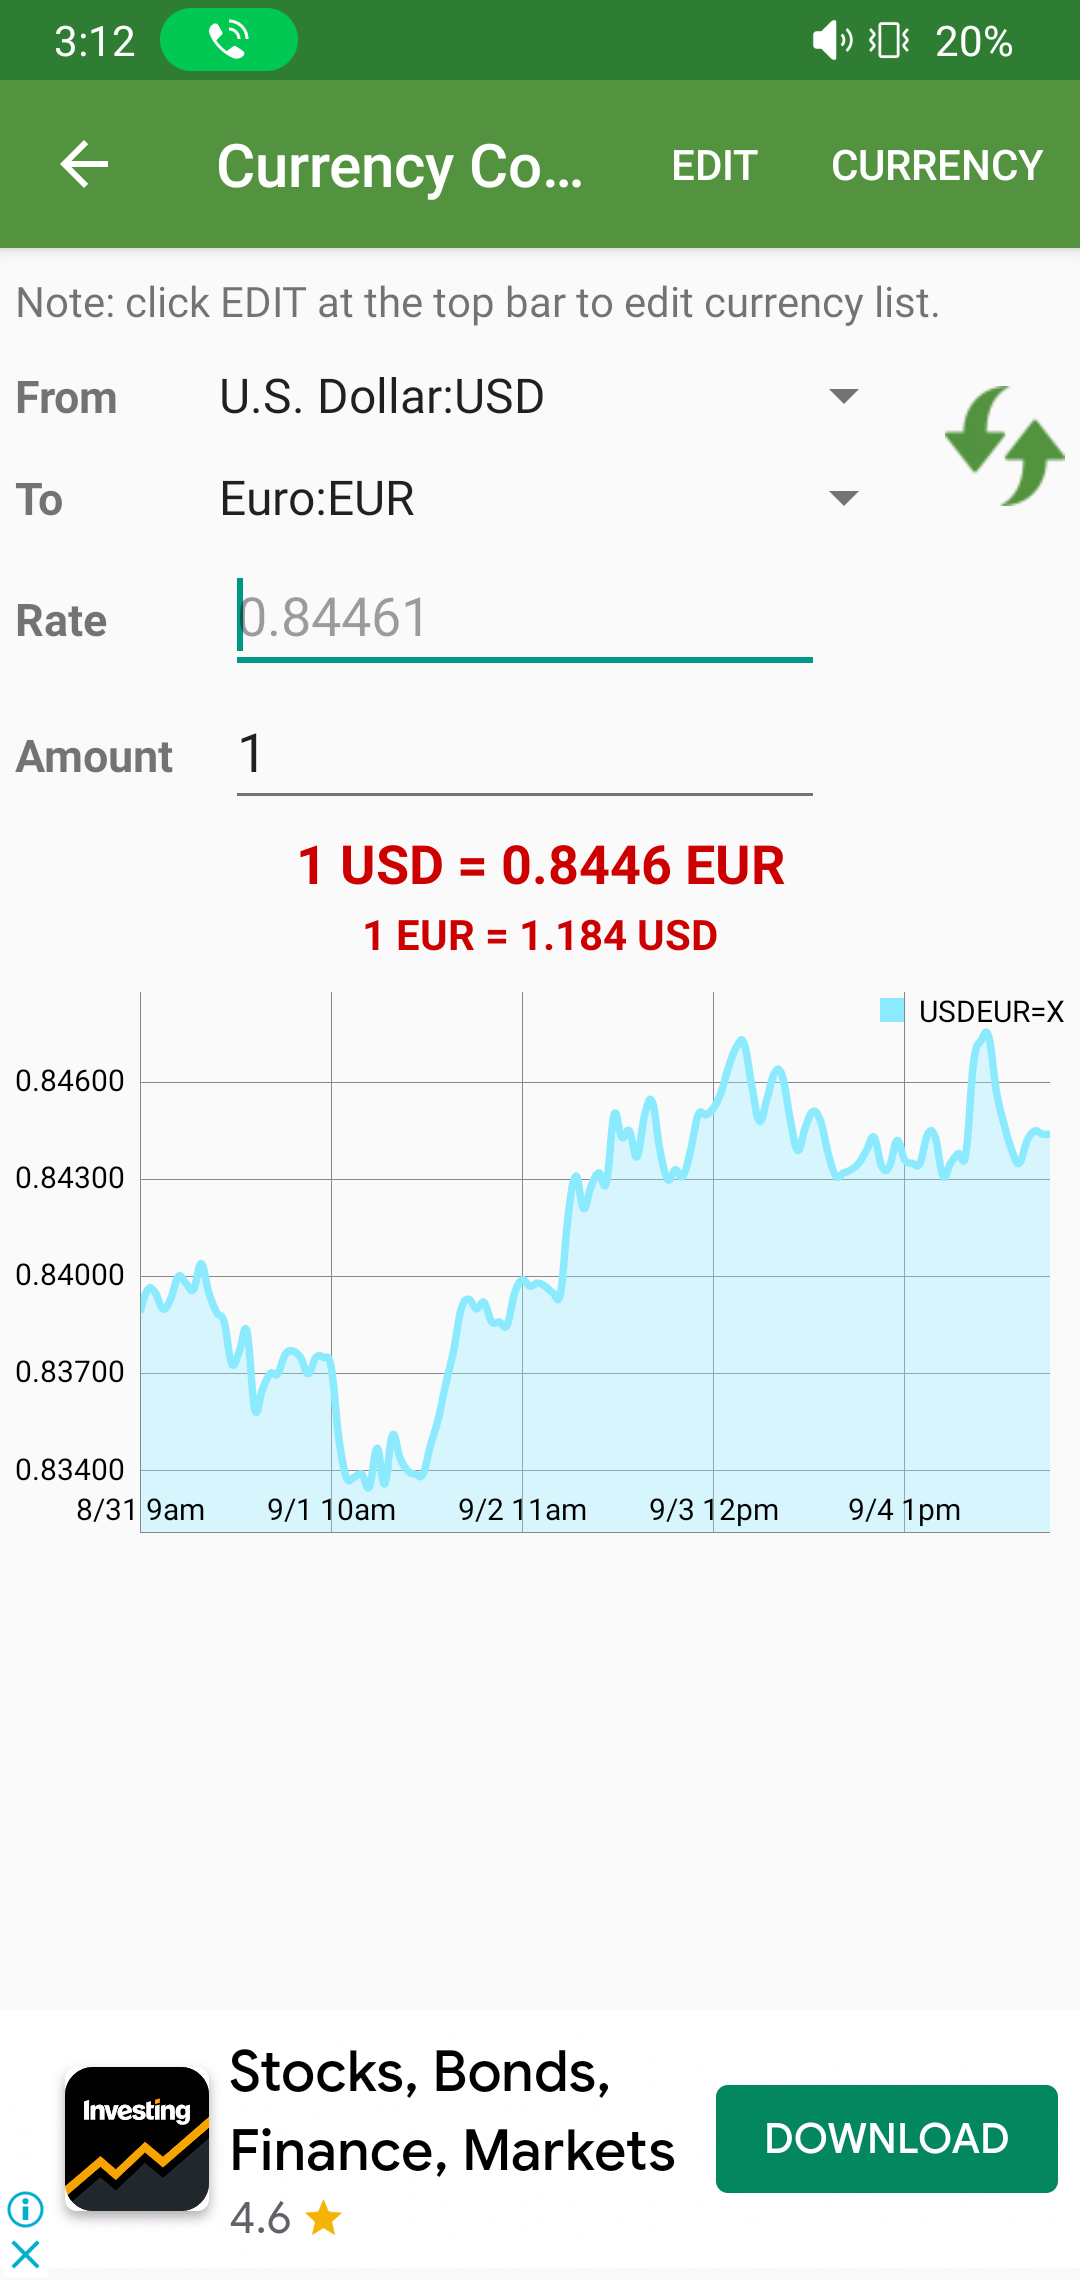 3:12
20%
Currency Co...
EDIT
CURRENCY
Note: click EDIT at the top bar to edit currency list.
From
U.S. Dollar:USD
To
Euro:EUR
Rate
0.84461
Amount
1
1 USD = 0.8446 EUR
1 EUR = 1.184 USD
USDEUR=X
0.84600
0.84300
0.84000
0.83700
0.83400
8/31 9am
9/1 10am
9/2 11am
9/3 12pm
9/4 1pm
Investing
Stocks, Bonds,
Finance, Markets
4.6
DOWNLOAD